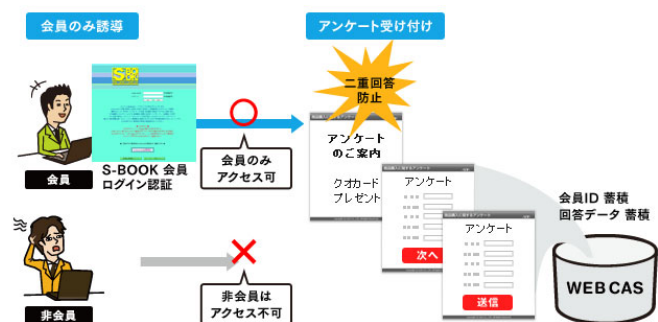 会員のみ誘導
アンケート受け付け
二重回答
防止
S-BO
OK
会員のみ
アクセス可
会員
S-BOOK 会員
ログイン認証
アンケート
のご案内
クオカード
プレゼント
アンケート
次へ
アンケート
送信
会員ID 蓄積
回答データ 蓄積
WEB CAS
非会員
非会員は
アクセス不可